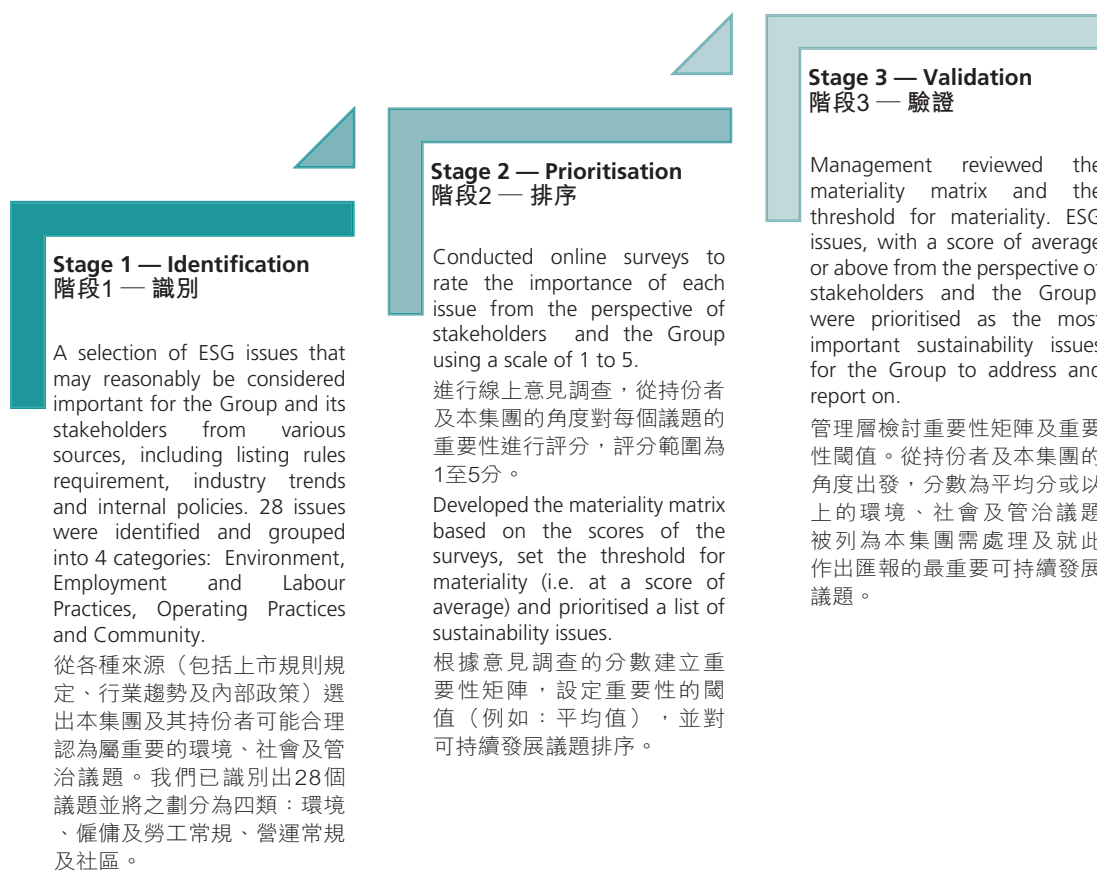 Stage 1 — Identification
階段1 — 識別
A selection of ESG issues that
may reasonably be considered
important for the Group and its
stakeholders from various
sources, including listing rules
requirement, industry trends
and internal policies. 28 issues
were identified and grouped
into 4 categories: Environment,
Employment and Labour
Practices, Operating Practices
and Community.
從各種來源（包括上市規則規
定、行業趨勢及內部政策）選
出本集團及其持份者可能合理
認為屬重要的環境、社會及管
治議題。我們已識別出28個
議題並將之劃分為四類：環境
、僱傭及勞工常規、營運常規
及社區。
Stage 2 — Prioritisation
階段2 — 排序
Conducted online surveys to
rate the importance of each
issue from the perspective of
stakeholders and the Group
using a scale of 1 to 5.
進行線上意見調查，從持份者
及本集團的角度對每個議題的
重要性進行評分，評分範圍為
1至5分。
Developed the materiality matrix
based on the scores of the
surveys, set the threshold for
materiality (i.e. at a score of
average) and prioritised a list of
sustainability issues.
根據意見調查的分數建立重
要性矩陣，設定重要性的閾
值（例如：平均值），並對
可持續發展議題排序。
Stage 3 — Validation
階段3 — 驗證
Management reviewed the
materiality matrix and the
threshold for materiality. ESG
issues, with a score of average
or above from the perspective of
stakeholders and the Group
were prioritised as the most
important sustainability issues
for the Group to address and
report on.
管理層檢討重要性矩陣及重要
性閾值。從持份者及本集團的
角度出發，分數為平均分或以
上的環境、社會及管治議題
被列為本集團需處理及就此
作出匯報的最重要可持續發展
議題。